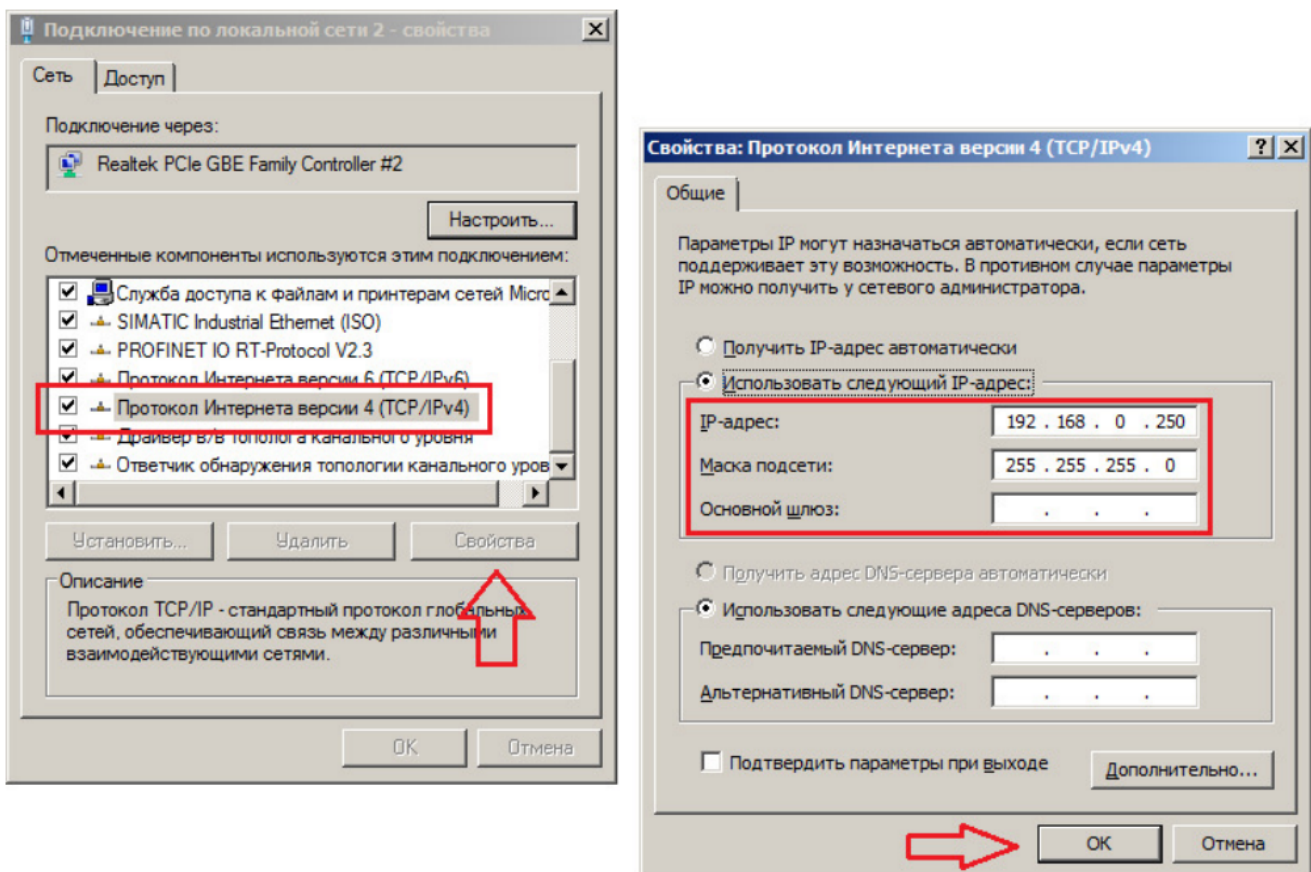 Подключение по локальной сети 2 - свойства
Сеть
Доступ
Подключение через:
Realtek PCIe GBE Family Controller #2
Настроить...
Отмеченные компоненты используются этим подключением:
Служба доступа к файлам и принтерам сетей Micro
SIMATIC Industrial Ethernet (ISO)
PROFINET IO RT-Protocol V2.3
Протокол Интернета версии 6 (TCP/IPv6)
Протокол Интернета версии 4 (TCP/IPv4)
Драйвер в/в тополога канального уровня
Ответчик обнаружения топологии канального уров
Установить...
Удалить
Свойства
Описание
Протокол TCP/IP - стандартный протокол глобальных
сетей, обеспечивающий связь между различными
взаимодействующими сетями.
OK
Отмена
Свойства: Протокол Интернета версии 4 (TCP/IPv4)
Общие
Параметры IP могут назначаться автоматически, если сеть
поддерживает эту возможность. В противном случае параметры
IP можно получить у сетевого администратора.
Получить IP-адрес автоматически
Использовать следующий IP-адрес:
IP-адрес: 192 . 168 . 0 . 250
Маска подсети: 255 . 255 . 255 . 0
Основной шлюз: . . .
Получить адрес DNS-сервера автоматически
Использовать следующие адреса DNS-серверов:
Предпочитаемый DNS-сервер: . . .
Альтернативный DNS-сервер: . . .
Подтвердить параметры при выходе
Дополнительно...
OK
Отмена